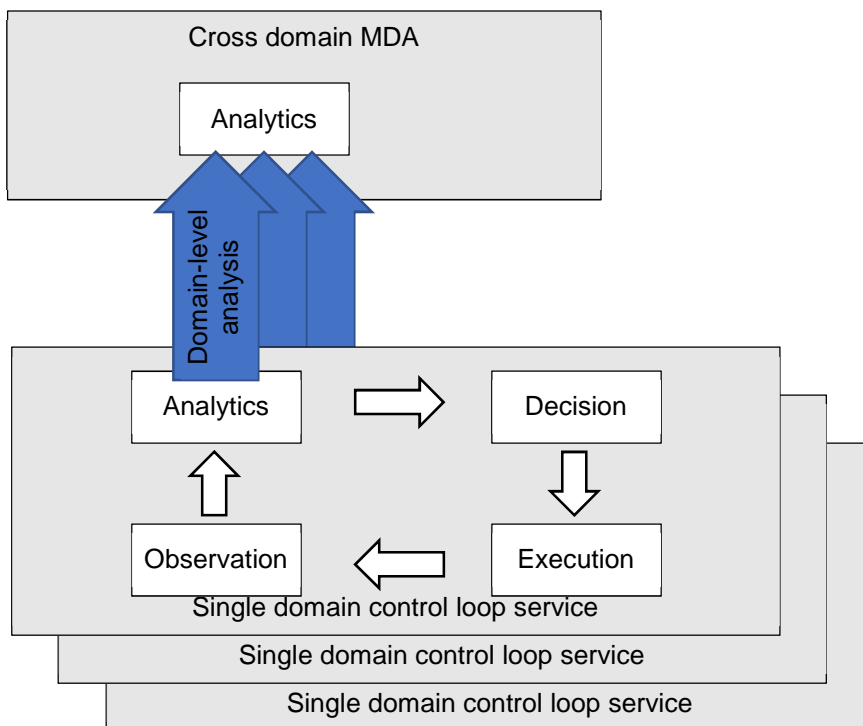 Cross domain MDA
Analytics
Domain-level
analysis
Analytics
Decision
Observation
Execution
Single domain control loop service
Single domain control loop service
Single domain control loop service